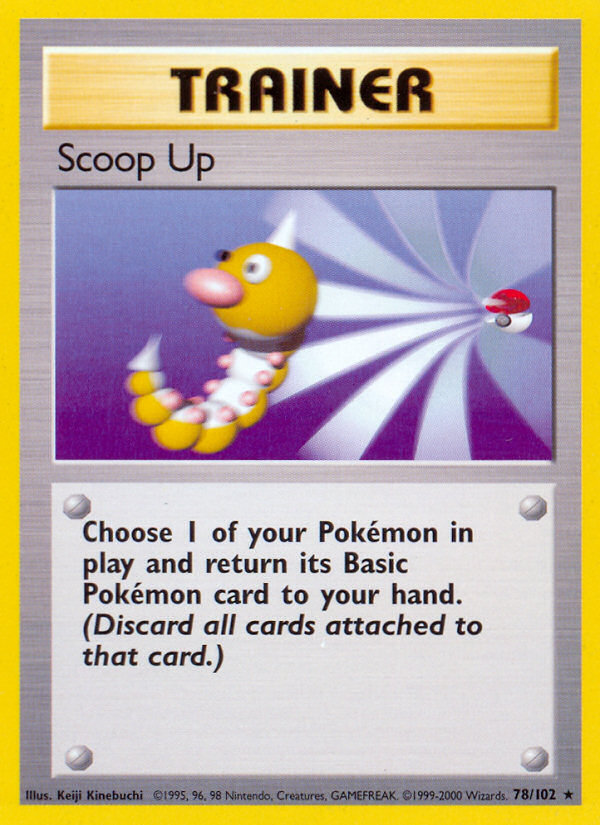 TRAINER
Scoop Up
Choose 1 of your Pokémon in
play and return its Basic
Pokémon card to your hand.
(Discard all cards attached to
that card.)
Illus. Keiji Kinebuchi ©1995, 96, 98 Nintendo, Creatures, GAMEFREAK. ©1999-2000 Wizards. 78/102 ★